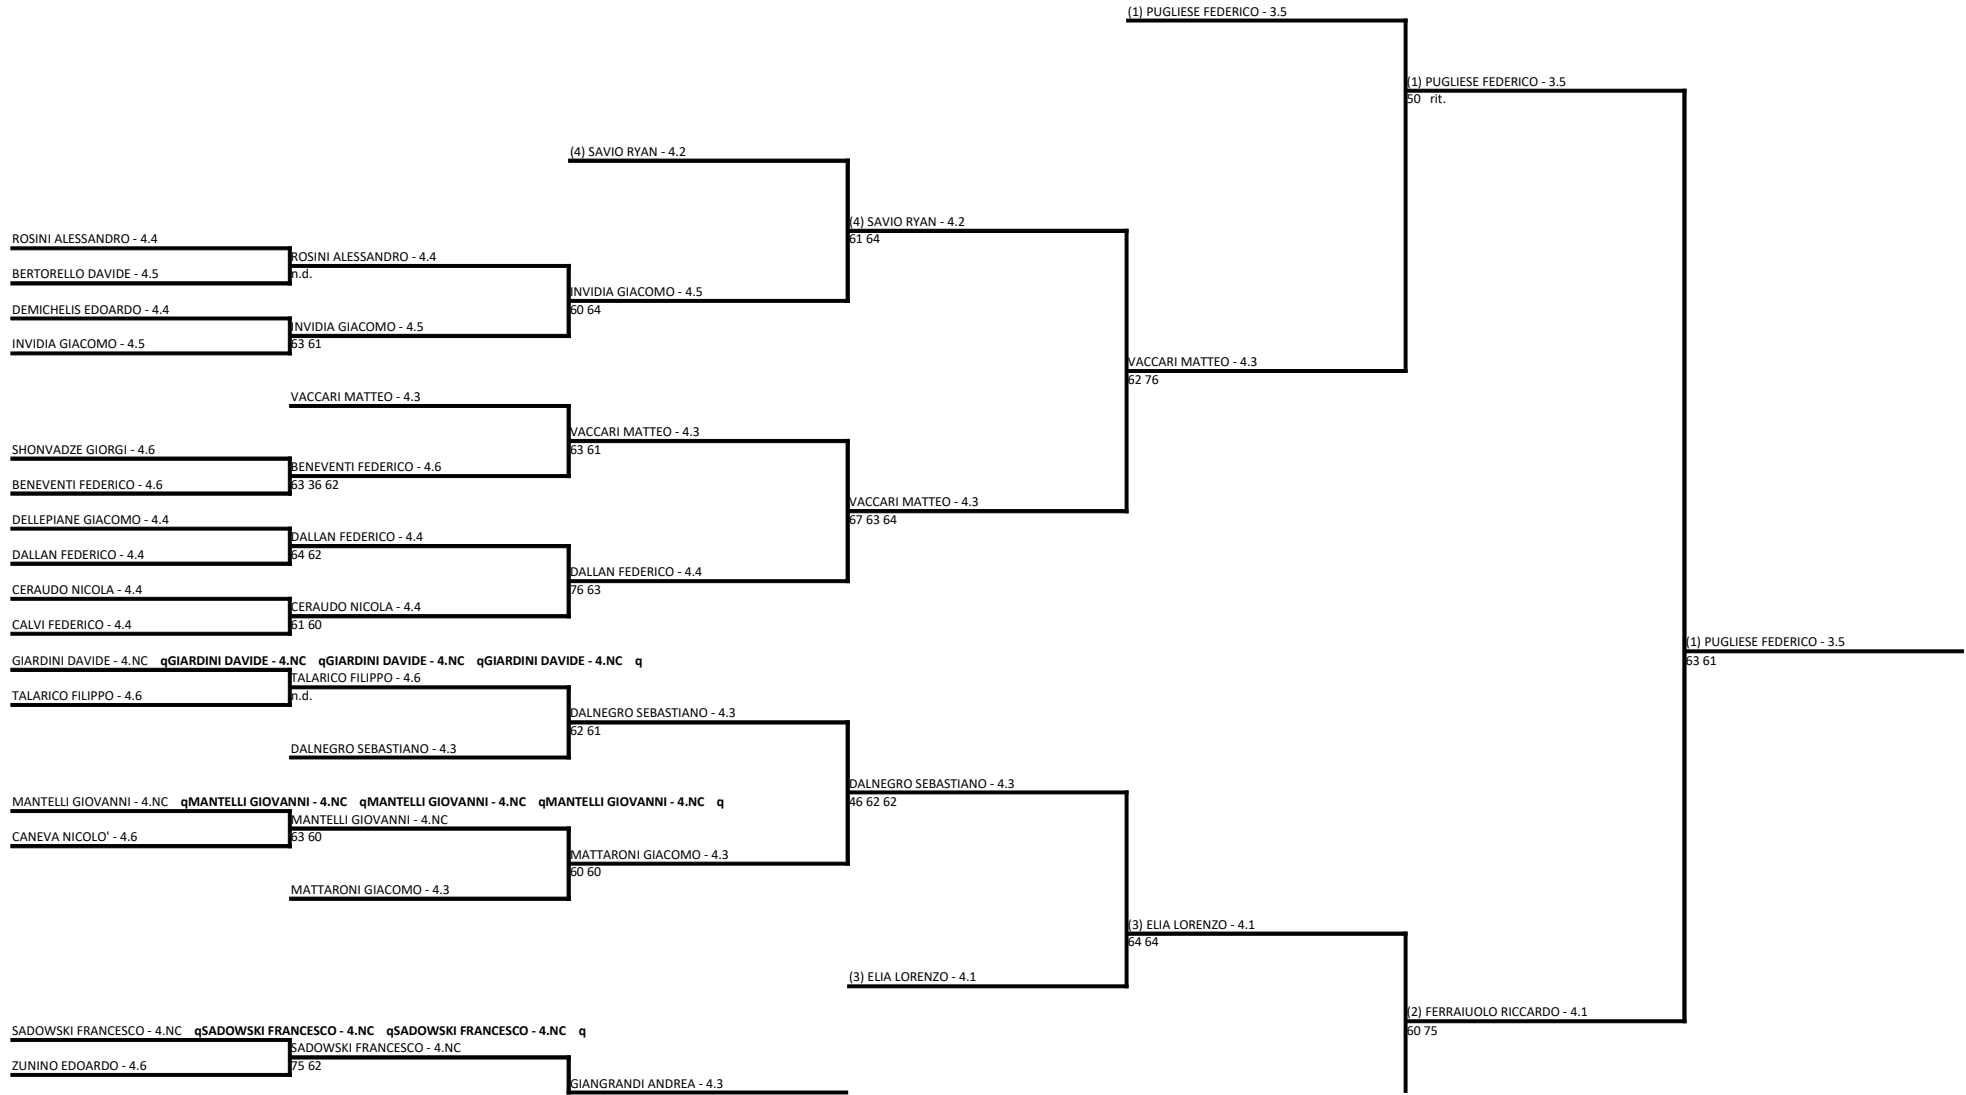 (1) PUGLIESE FEDERICO - 3.5
(1) PUGLIESE FEDERICO - 3.5
60 rit.
(4) SAVIO RYAN - 4.2
(4) SAVIO RYAN - 4.2
61 64
ROSINI ALESSANDRO - 4.4
ROSINI ALESSANDRO - 4.4
BERTORELLO DAVIDE - 4.5
n.d.
INVIDIA GIACOMO - 4.5
60 64
DEMICHELIS EDOARDO - 4.4
INVIDIA GIACOMO - 4.5
INVIDIA GIACOMO - 4.5
63 61
VACCARI MATTEO - 4.3
62 76
VACCARI MATTEO - 4.3
VACCARI MATTEO - 4.3
63 61
SHONVADZE GIORGI - 4.6
BENEVENTI FEDERICO - 4.6
BENEVENTI FEDERICO - 4.6
63 36 62
VACCARI MATTEO - 4.3
67 63 64
DELLEPIANE GIACOMO - 4.4
DALLAN FEDERICO - 4.4
DALLAN FEDERICO - 4.4
64 62
DALLAN FEDERICO - 4.4
76 63
CERAUDO NICOLA - 4.4
CERAUDO NICOLA - 4.4
CALVI FEDERICO - 4.4
61 60
(1) PUGLIESE FEDERICO - 3.5
63 61
GIARDINI DAVIDE - 4.NC qGIARDINI DAVIDE - 4.NC qGIARDINI DAVIDE - 4.NC qGIARDINI DAVIDE - 4.NC q
TALARICO FILIPPO - 4.6
TALARICO FILIPPO - 4.6
n.d.
DALNEGRO SEBASTIANO - 4.3
62 61
DALNEGRO SEBASTIANO - 4.3
DALNEGRO SEBASTIANO - 4.3
46 62 62
MANTELLI GIOVANNI - 4.NC qMANTELLI GIOVANNI - 4.NC qMANTELLI GIOVANNI - 4.NC qMANTELLI GIOVANNI - 4.NC q
MANTELLI GIOVANNI - 4.NC
CANEVA NICOLO' - 4.6
63 60
MATTARONI GIACOMO - 4.3
60 60
MATTARONI GIACOMO - 4.3
(3) ELIA LORENZO - 4.1
64 64
(3) ELIA LORENZO - 4.1
(2) FERRAIUOLO RICCARDO - 4.1
60 75
SADOWSKI FRANCESCO - 4.NC qSADOWSKI FRANCESCO - 4.NC qSADOWSKI FRANCESCO - 4.NC q
SADOWSKI FRANCESCO - 4.NC
ZUNINO EDOARDO - 4.6
75 62
GIANGRANDI ANDREA - 4.3